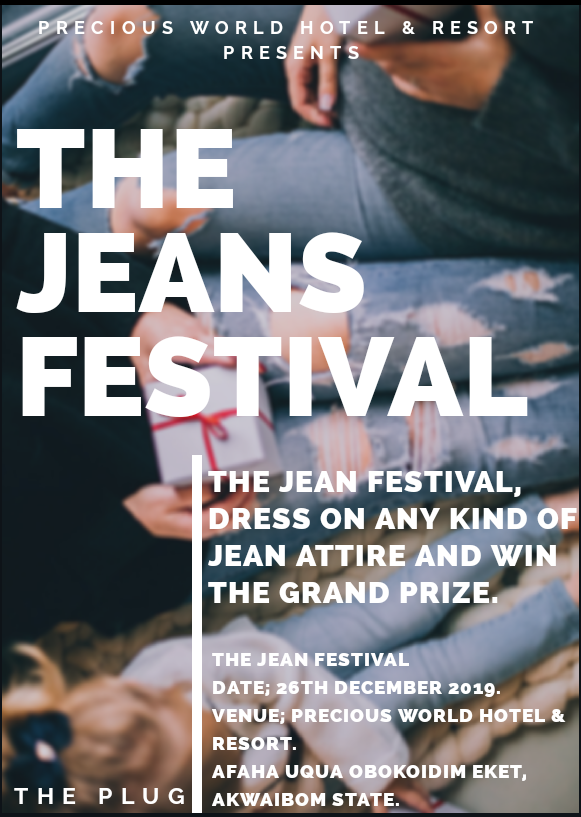 PRECIOUS WORLD HOTEL & RESORT
PRESENTS
THE
JEANS
FESTIVAL
THE JEAN FESTIVAL,
DRESS ON ANY KIND OF
JEAN ATTIRE AND WIN
THE GRAND PRIZE.
THE JEAN FESTIVAL
DATE; 26TH DECEMBER 2019.
VENUE; PRECIOUS WORLD HOTEL &
RESORT.
AFAHA UQUA OBOKOIDIM EKET,
AKWAIBOM STATE.
THE PLUG